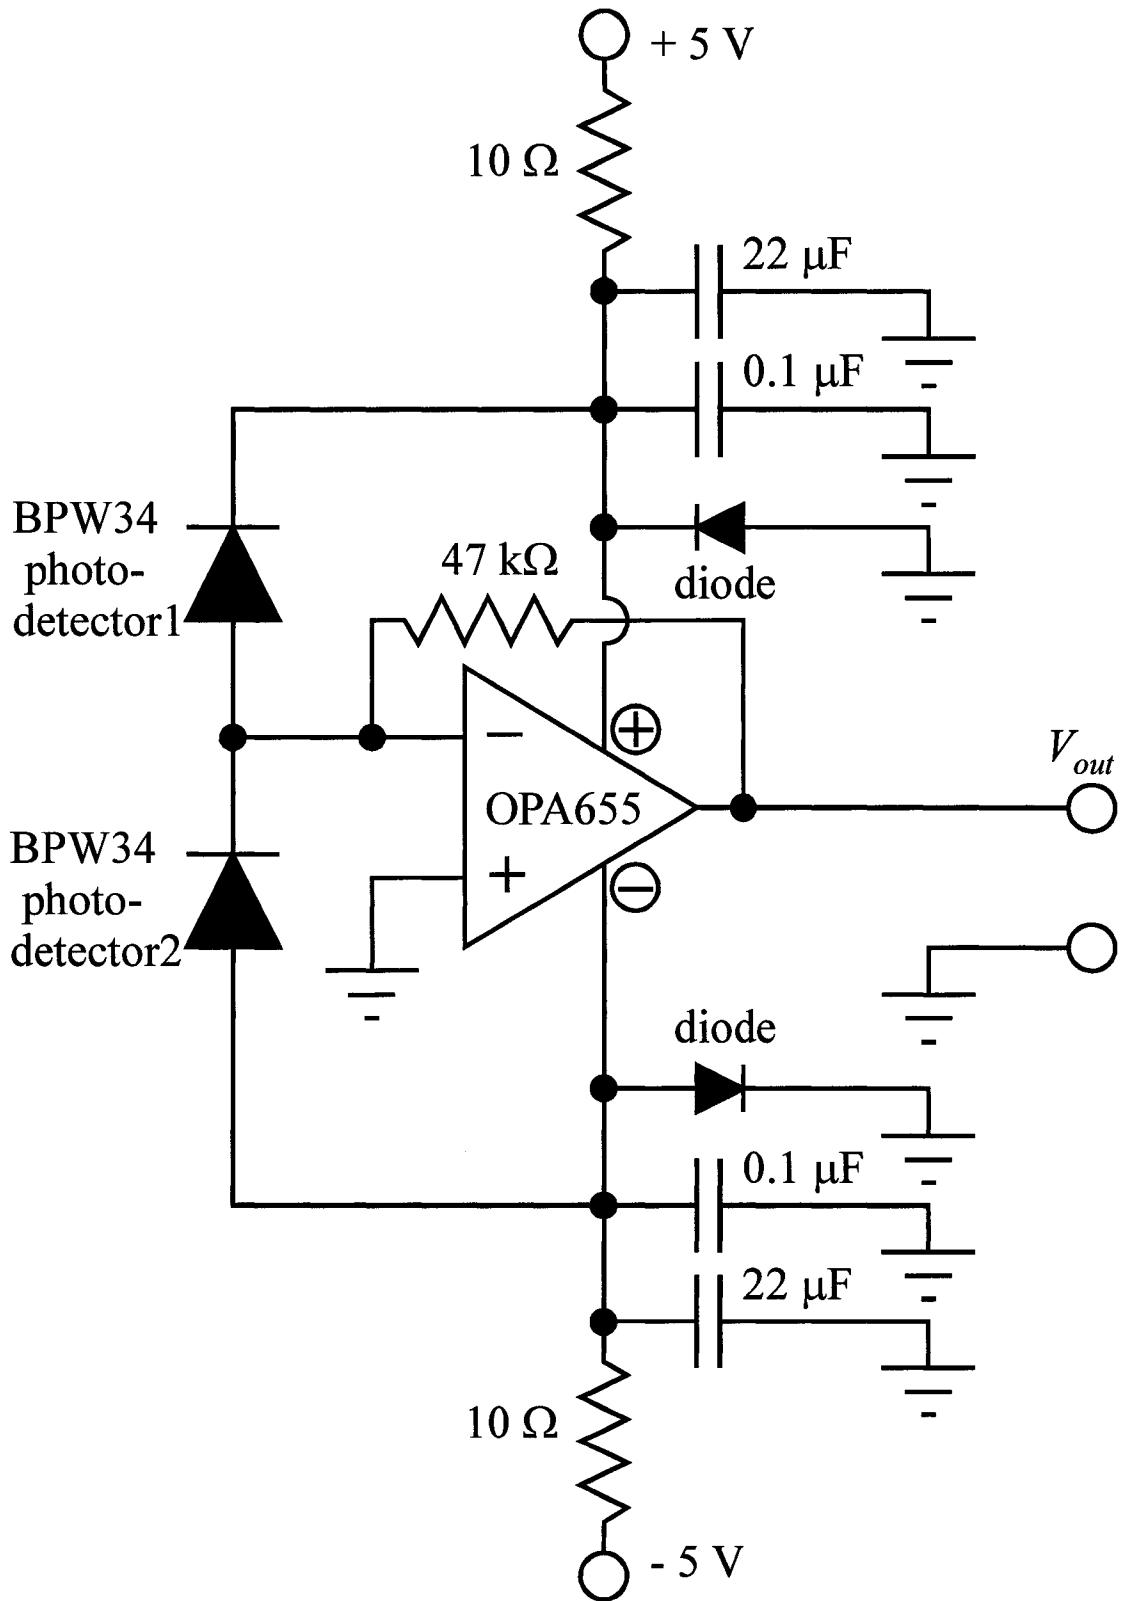 + 5 V
10 Ω
22 μF
0.1 μF
BPW34
photo-
detector1
47 kΩ
diode
−
+
OPA655
V_out
BPW34
photo-
detector2
+
−
diode
0.1 μF
22 μF
10 Ω
- 5 V